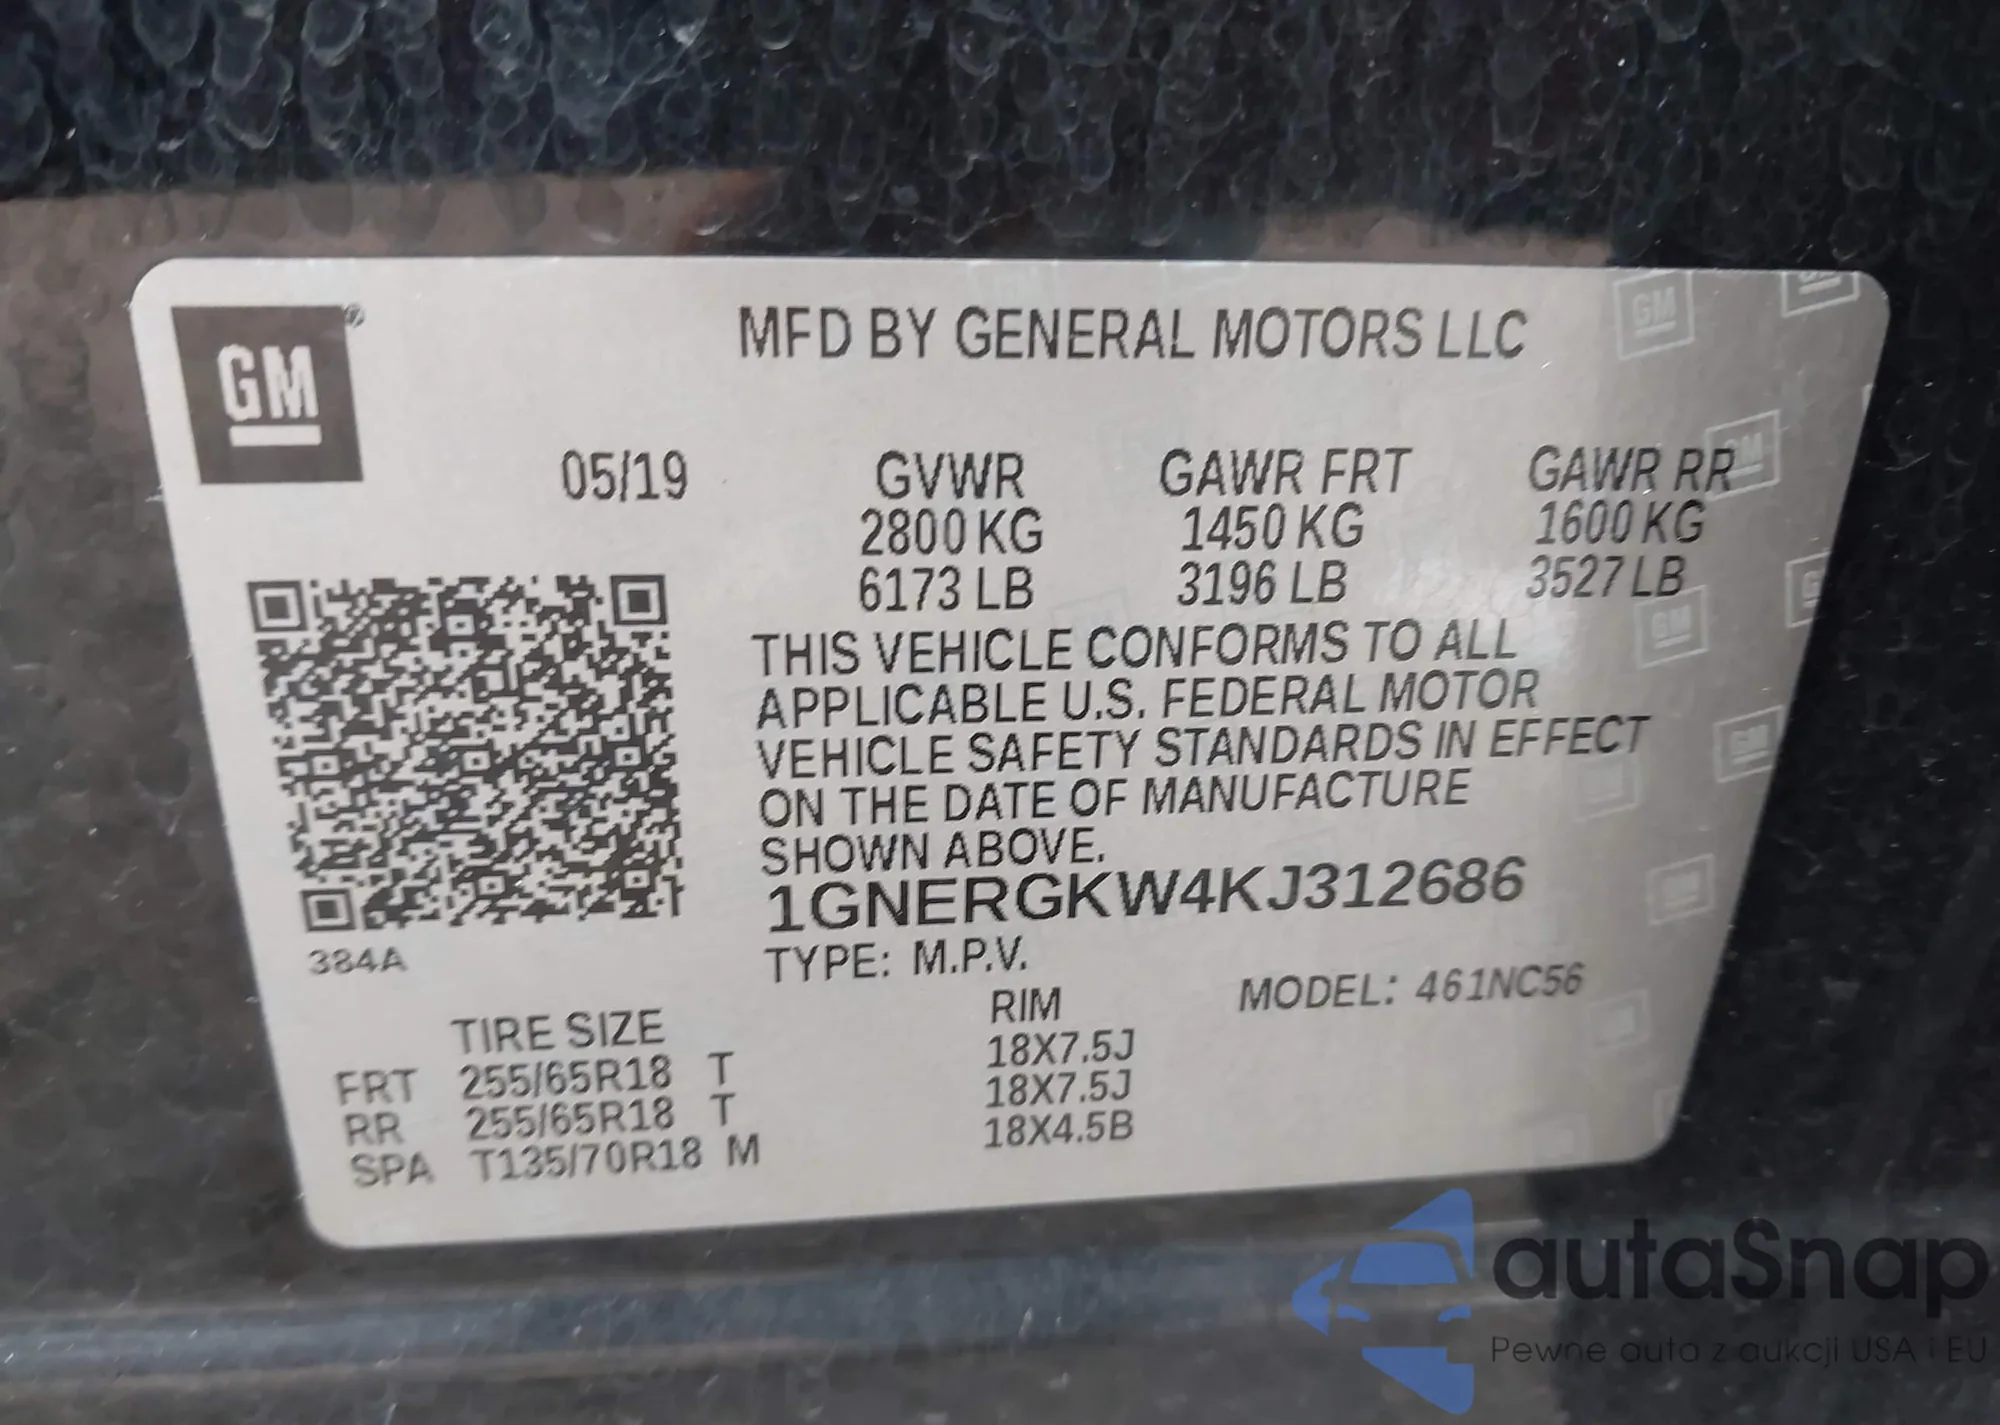 GM
MFD BY GENERAL MOTORS LLC
05/19 GVWR GAWR FRT GAWR RR
2800 KG 1450 KG 1600 KG
6173 LB 3196 LB 3527 LB
THIS VEHICLE CONFORMS TO ALL
APPLICABLE U.S. FEDERAL MOTOR
VEHICLE SAFETY STANDARDS IN EFFECT
ON THE DATE OF MANUFACTURE
SHOWN ABOVE.
1GNERGKW4KJ312686
384A
TYPE: M.P.V.
MODEL: 461NC56
TIRE SIZE RIM
FRT 255/65R18 T 18X7.5J
RR 255/65R18 T 18X7.5J
SPA T135/70R18 M 18X4.5B
autaSnap
Pewne auta z aukcji USA i EU